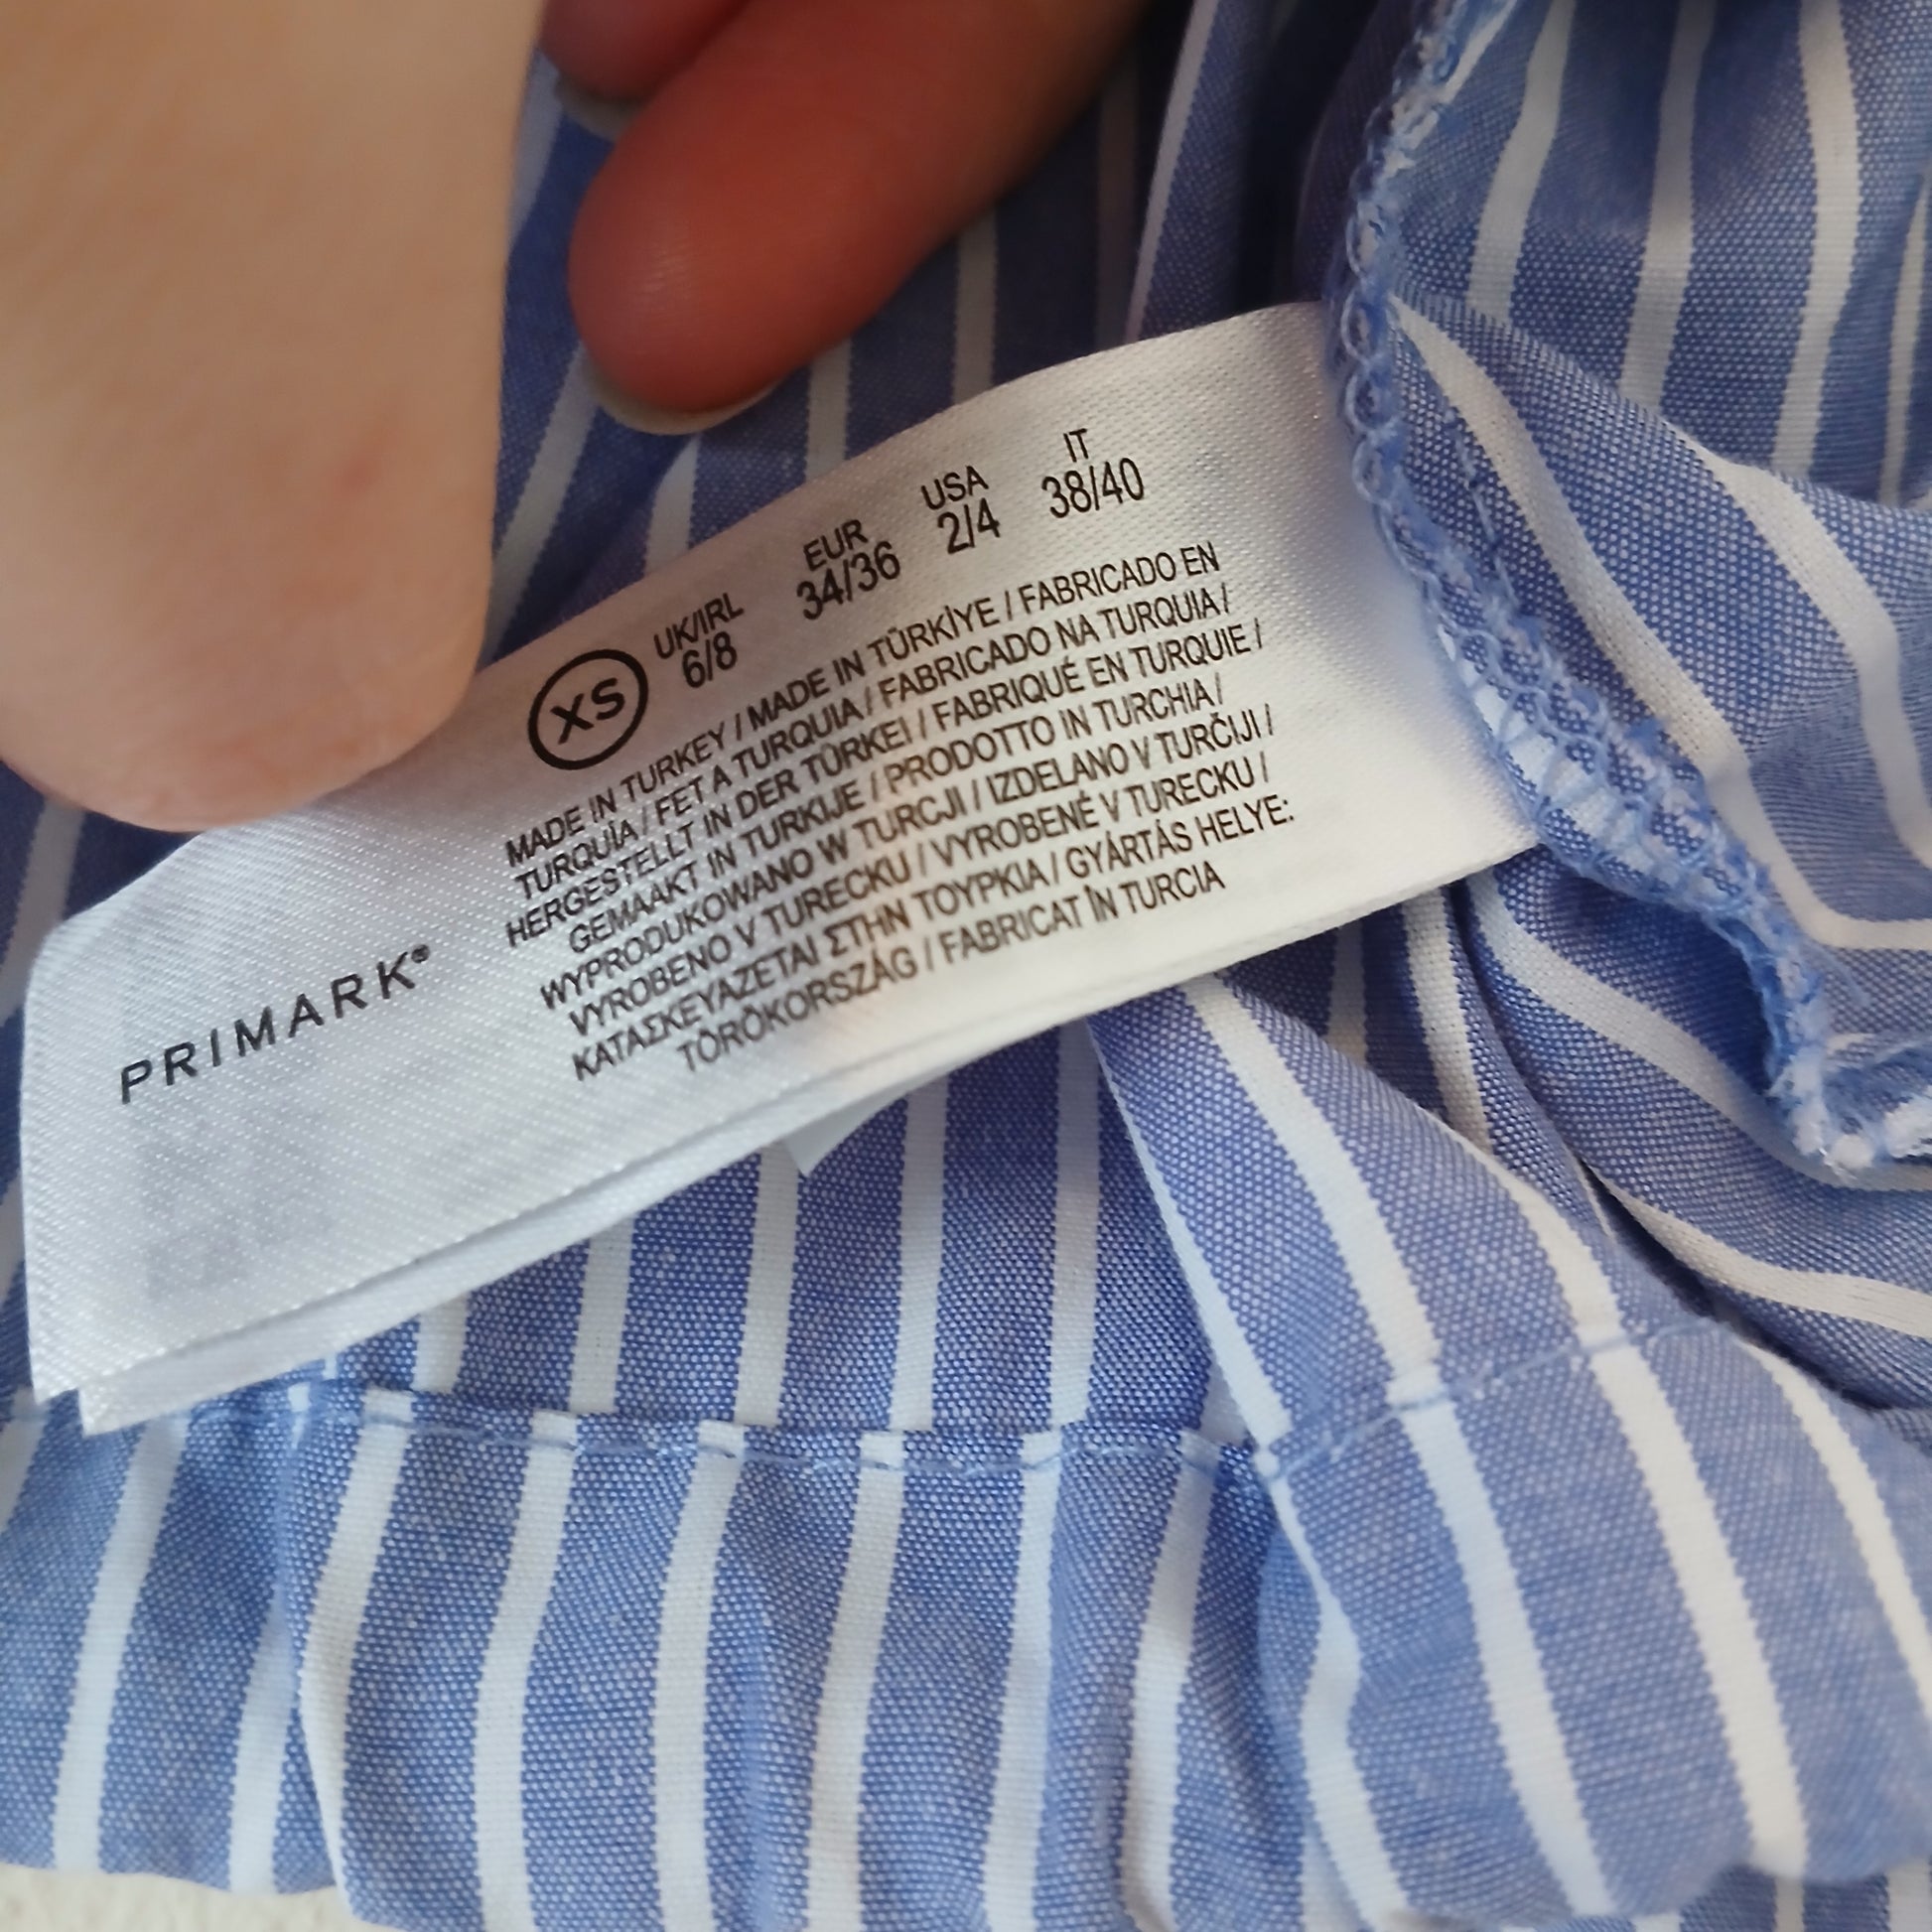 PRIMARK®
XS
UK/IRL EUR USA IT
6/8 34/36 2/4 38/40
MADE IN TURKEY / MADE IN TÜRKİYE / FABRICADO EN
TURQUÍA / FET A TURQUIA / FABRICADO NA TURQUIA /
HERGESTELLT IN DER TÜRKEI / FABRIQUÉ EN TURQUIE /
GEMAAKT IN TURKIJE / PRODOTTO IN TURCHIA /
WYPRODUKOWANO W TURCJI / IZDELANO V TURČIJI /
VYROBENO V TURECKU / VYROBENÉ V TURECKU /
ΚΑΤΑΣΚΕΥΑΖΕΤΑΙ ΣΤΗΝ ΤΟΥΡΚΙΑ / GYÁRTÁS HELYE:
TÖRÖKORSZÁG / FABRICAT ÎN TURCIA